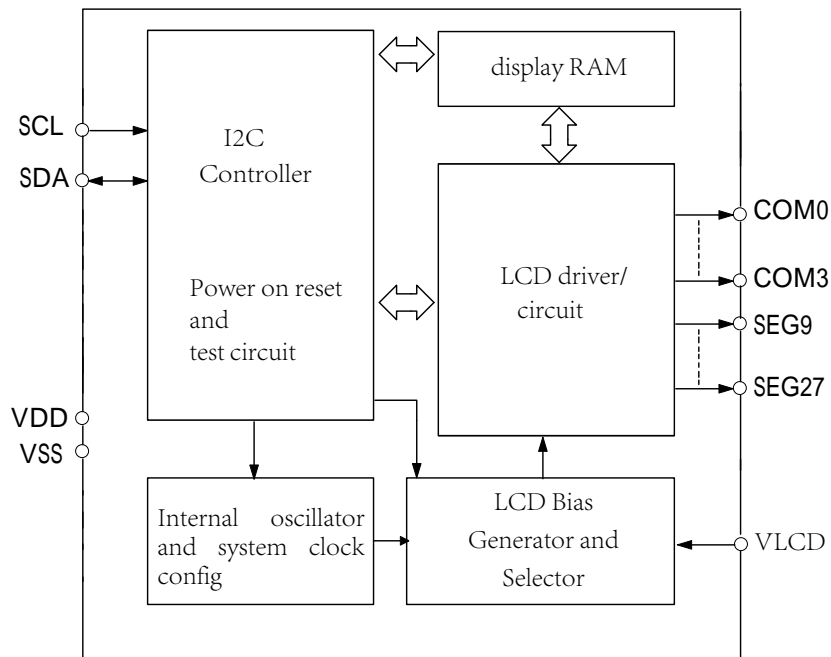 display RAM
SCL
I2C
Controller
SDA
COM0
LCD driver/
circuit
Power on reset
and
test circuit
COM3
SEG9
SEG27
VDD
VSS
Internal oscillator
and system clock
config
LCD Bias
Generator and
Selector
VLCD